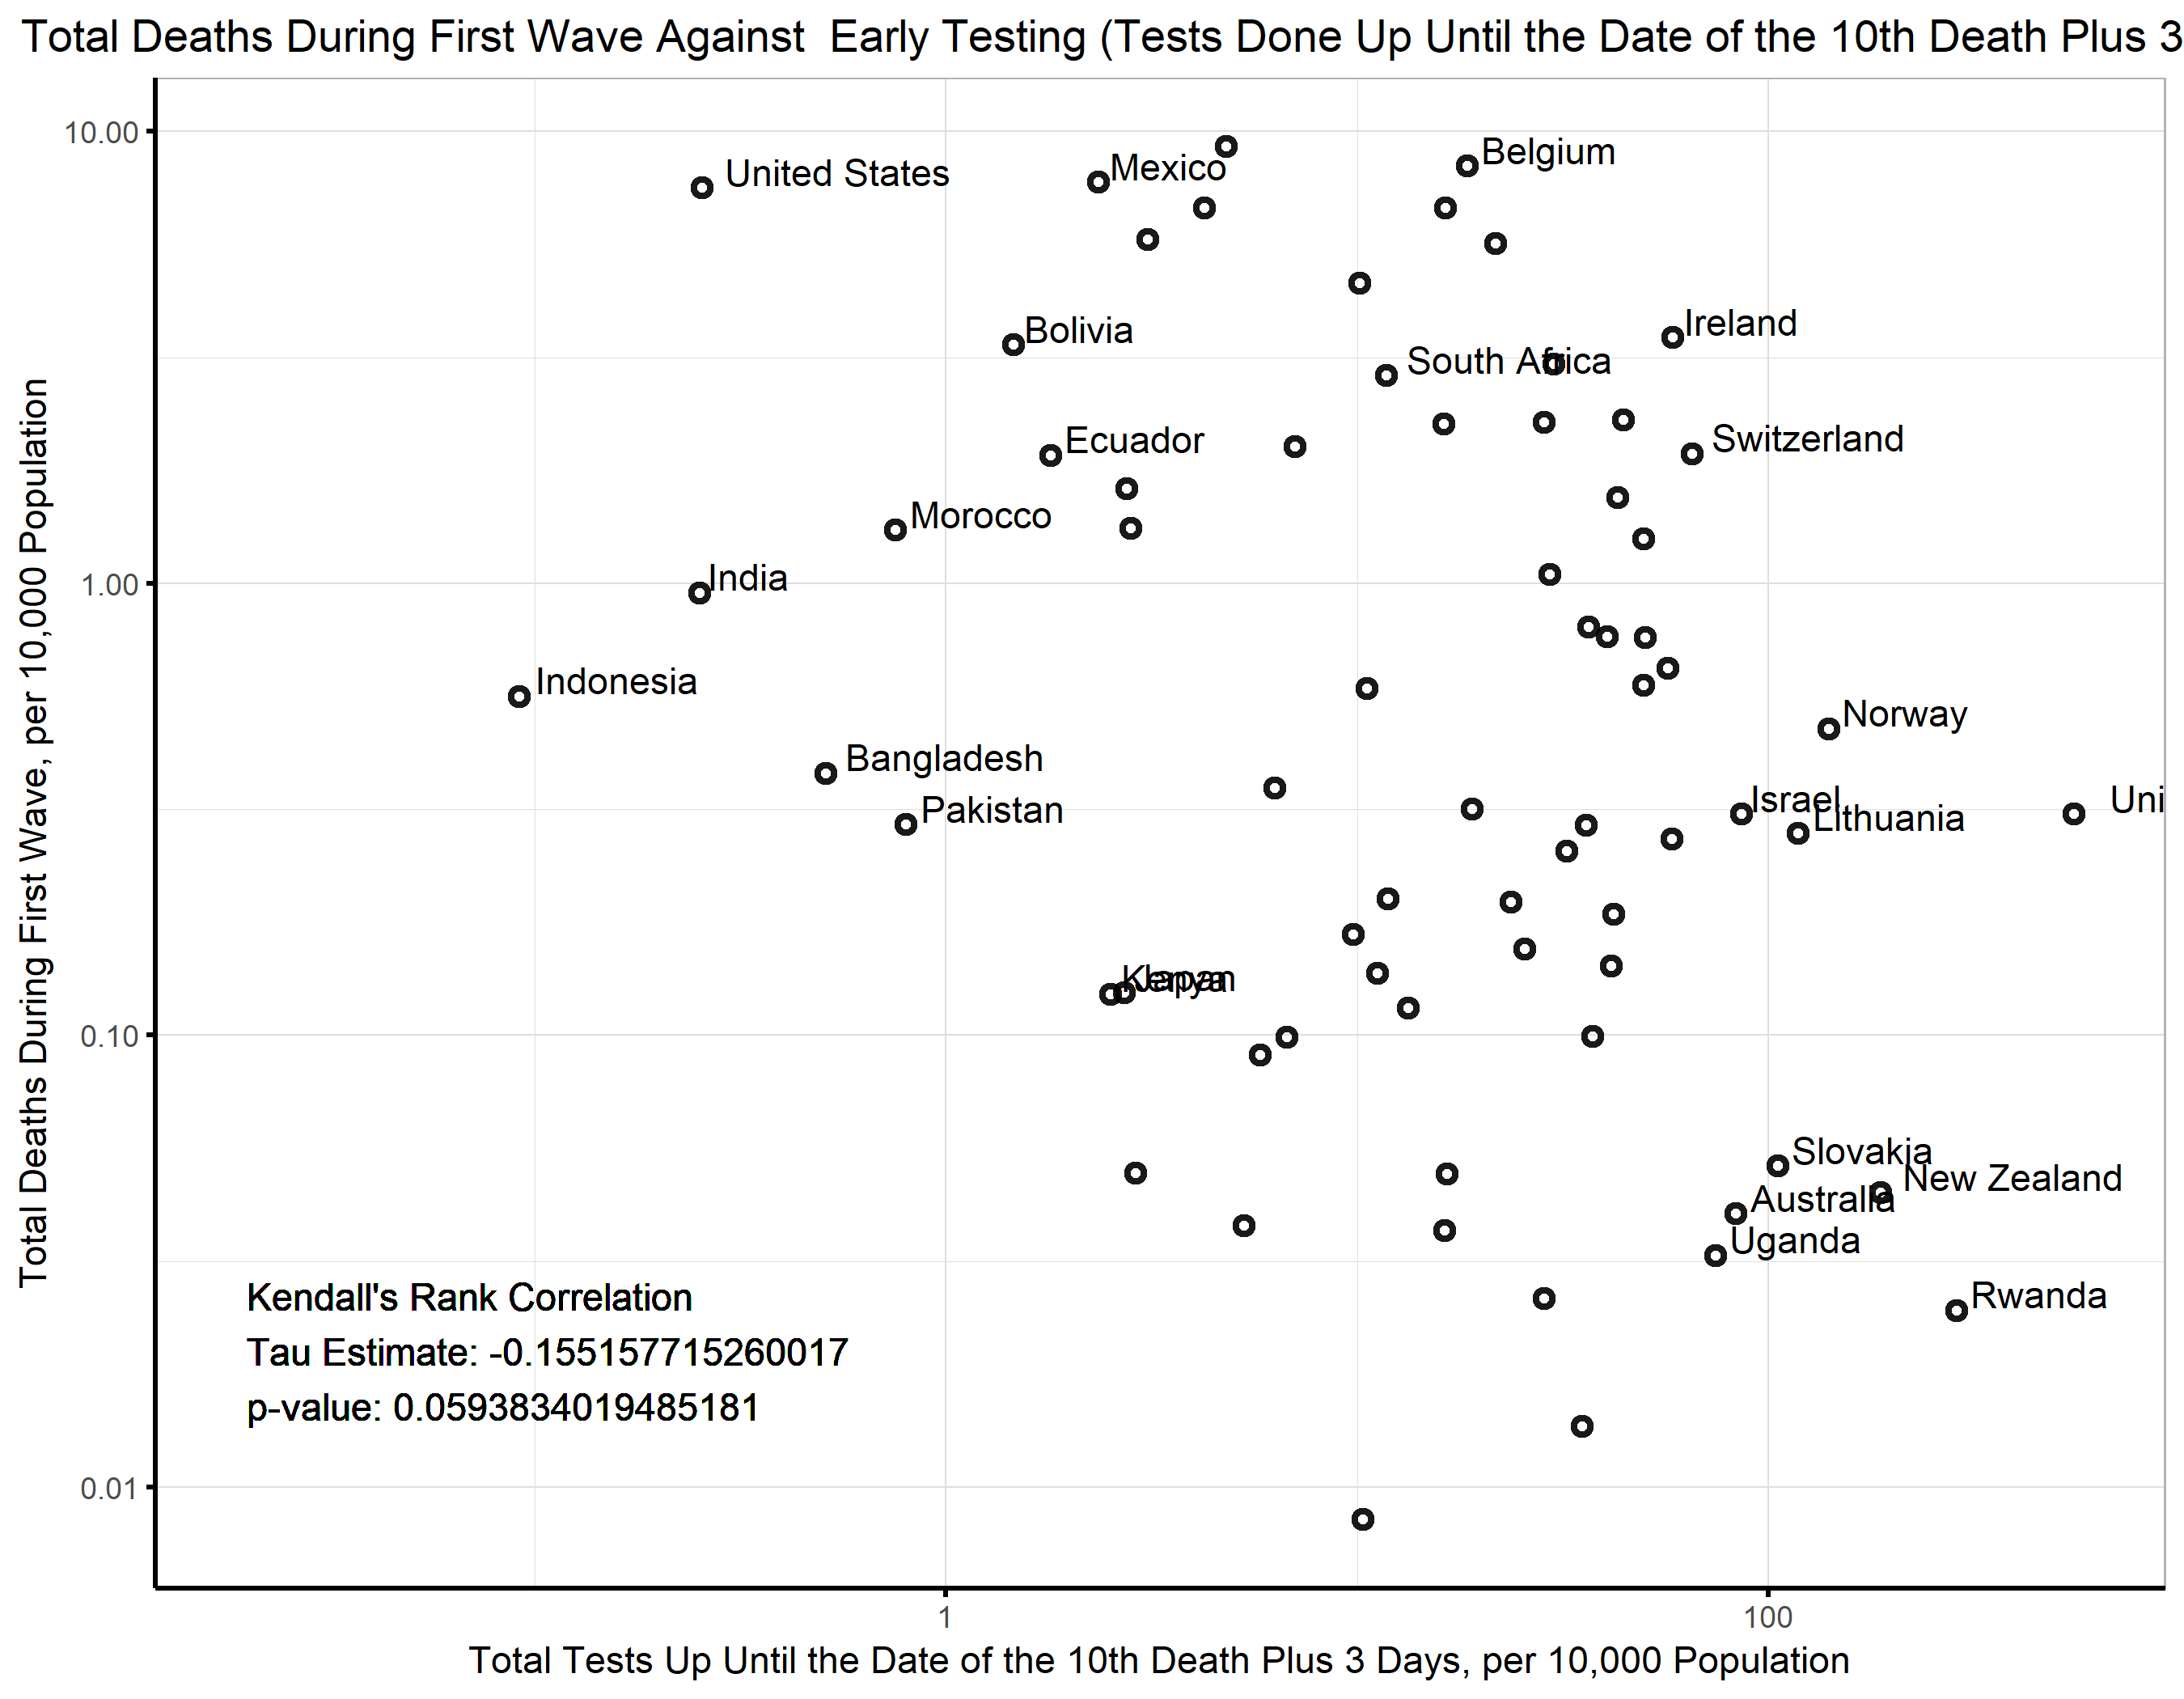 Total Deaths During First Wave Against  Early Testing (Tests Done Up Until the Date of the 10th Death Plus 3
10.00
1.00
0.10
0.01
Total Deaths During First Wave, per 10,000 Population
United States
Mexico
Belgium
Bolivia
Ireland
South Africa
Ecuador
Switzerland
Morocco
India
Indonesia
Norway
Bangladesh
Pakistan
Israel
Lithuania
Uni
Kenya
Japan
Slovakia
New Zealand
Australia
Uganda
Rwanda
Kendall's Rank Correlation
Tau Estimate: -0.155157715260017
p-value: 0.0593834019485181
1
100
Total Tests Up Until the Date of the 10th Death Plus 3 Days, per 10,000 Population